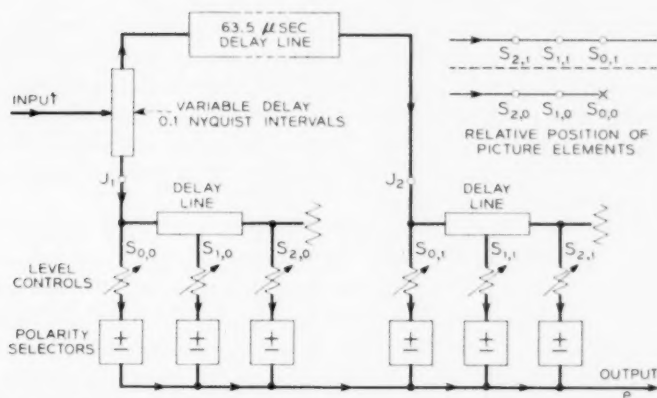 63.5 μSEC
DELAY LINE
INPUT
VARIABLE DELAY
0.1 NYQUIST INTERVALS
S2,1 S1,1 S0,1
S2,0 S1,0 S0,0
RELATIVE POSITION OF
PICTURE ELEMENTS
J1
DELAY
LINE
J2
DELAY
LINE
S0,0 S1,0 S2,0 S0,1 S1,1 S2,1
LEVEL
CONTROLS
POLARITY
SELECTORS
± ± ± ± ± ±
OUTPUT
e